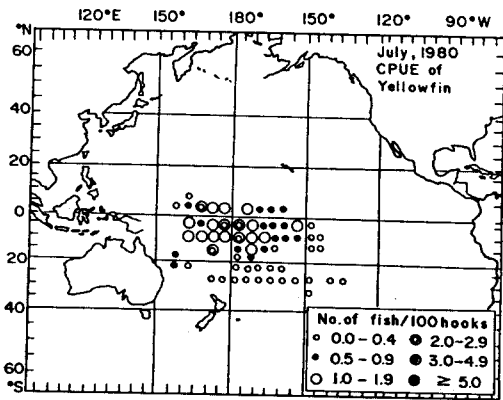 120°E 150° 180° 150° 120° 90°W
°N
60
40
20
0
20
40
60
°S
July, 1980
CPUE of
Yellowfin
No. of fish/100 hooks
0.0-0.4 2.0-2.9
0.5-0.9 3.0-4.9
1.0-1.9 ≥ 5.0